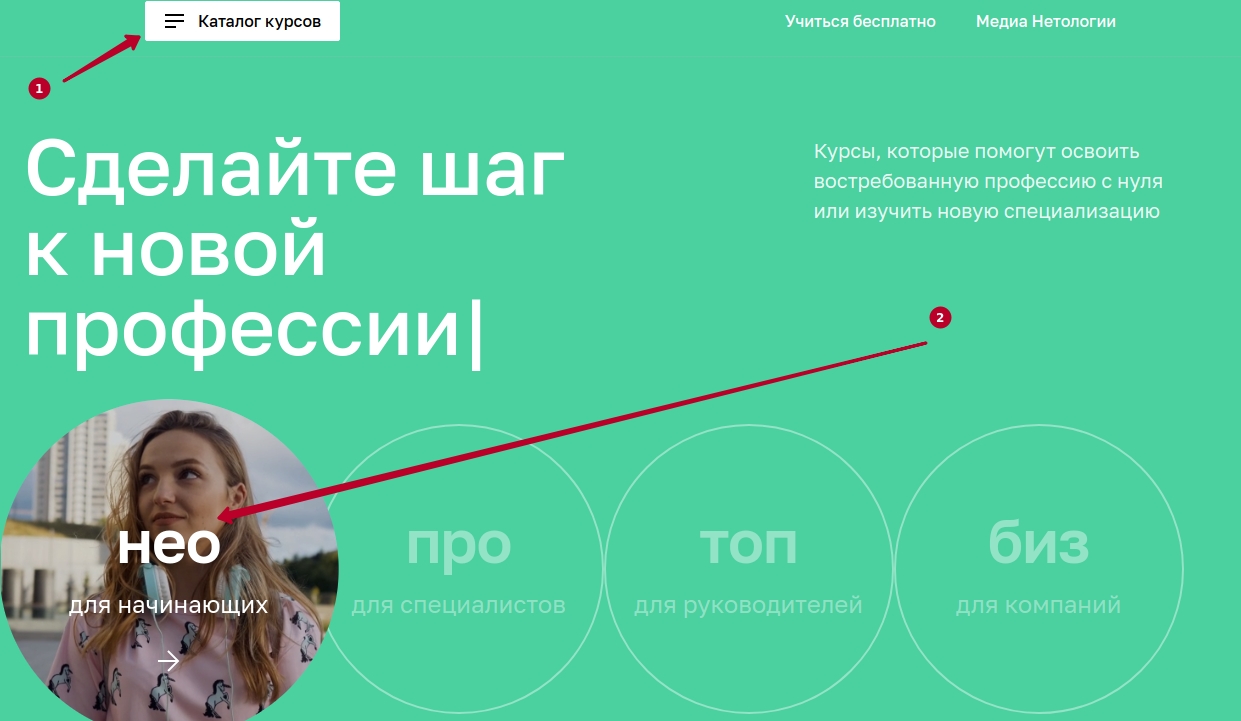 Каталог курсов
Учиться бесплатно
Медиа Нетологии
1
Сделайте шаг
к новой
профессии|
Курсы, которые помогут освоить
востребованную профессию с нуля
или изучить новую специализацию
2
нео
для начинающих
про
для специалистов
топ
для руководителей
биз
для компаний